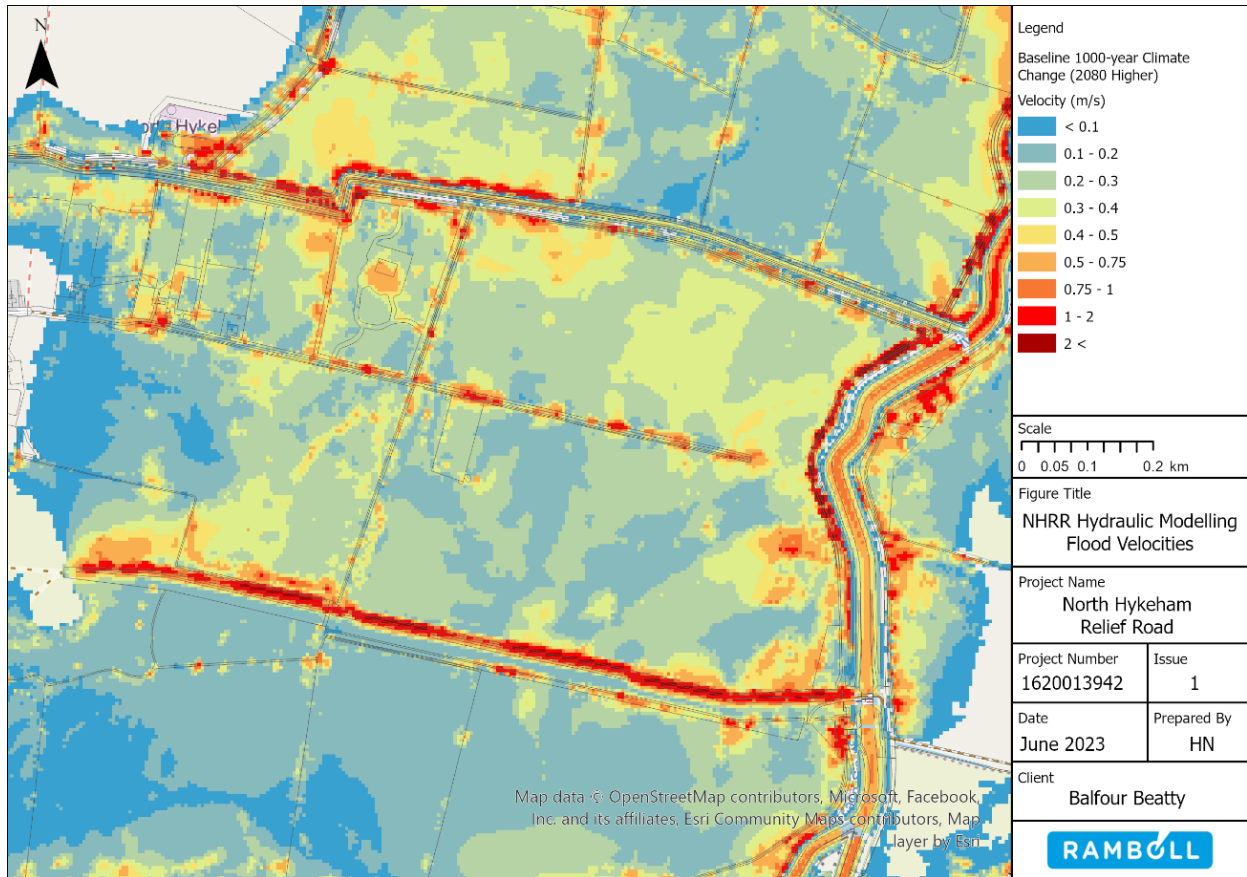 N
Hykel
Map data © OpenStreetMap contributors, Microsoft, Facebook,
Inc. and its affiliates, Esri Community Maps contributors, Map
layer by Esri
Legend
Baseline 1000-year Climate
Change (2080 Higher)
Velocity (m/s)
< 0.1
0.1 - 0.2
0.2 - 0.3
0.3 - 0.4
0.4 - 0.5
0.5 - 0.75
0.75 - 1
1 - 2
2 <
Scale
0 0.05 0.1 0.2 km
Figure Title
NHRR Hydraulic Modelling
Flood Velocities
Project Name
North Hykeham
Relief Road
Project Number
1620013942
Issue
1
Date
June 2023
Prepared By
HN
Client
Balfour Beatty
RAMBOLL